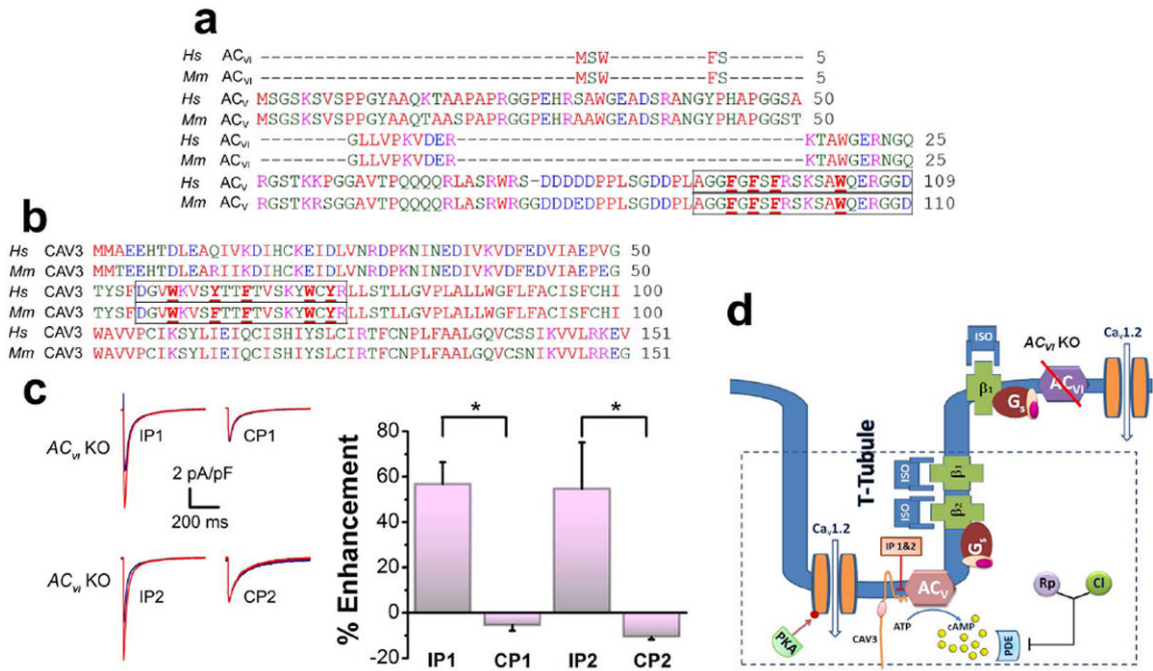 a
Hs ACVI -----------------------------MSW---------FS------- 5
Mm ACVI -----------------------------MSW---------FS------- 5
Hs ACV MSGSKSVSPPGYAAQKTAAPAPRGGPEHRSAWGEADSRANGYPHAPGGSA 50
Mm ACV MSGSKSVSPPGYAAQTAASPAPRGGPEHRAAWGEADSRANGYPHAPGGST 50
Hs ACVI --------GLLVPKVDER--------------------------------KTAWGERNGQ 25
Mm ACVI --------GLLVPKVDER--------------------------------KTAWGERNGQ 25
Hs ACV RGSTKKPGGAVTPQQQQRLASRWRS-DDDDDPPLSGDDPLAGGFGFSFRSKSAWQERGGD 109
Mm ACV RGSTKRSGGAVTPQQQQRLASRWRGGDDDEDPPLSGDDPLAGGFGFSFRSKSAWQERGGD 110
b
Hs CAV3 MMAEEHTDLEAQIVKDIHCKEIDLVNRDPKNINEDIVKVDFEDVIAEPVG 50
Mm CAV3 MMTEEHTDLEARIIKDIHCKEIDLVNRDPKNINEDIVKVDFEDVIAEPEG 50
Hs CAV3 TYSFDGVWKVSYTTFTVSKYWCYRLLSTLLGVPLALLWGFLFACISFCHI 100
Mm CAV3 TYSFDGVWKVSFTTFTVSKYWCYRLLSTLLGVPLALLWGFLFACISFCHI 100
Hs CAV3 WAVVPCIKSYLIEIQCISHIYSLCIRTFCNPLFAALGQVCSSIKVVLRKEV 151
Mm CAV3 WAVVPCIKSYLIEIQCISHIYSLCIRTFCNPLFAALGQVCSNIKVVLRREG 151
c
ACVI KO
IP1
CP1
2 pA/pF
200 ms
ACVI KO
IP2
CP2
% Enhancement
80
60
40
20
0
-20
*
*
IP1 CP1 IP2 CP2
d
ISO
ACVI KO
Cav1.2
β1
Gs
ACVI
T-Tubule
ISO
β1
ISO
β2
Gs
Cav1.2
IP 1&2
ACV
Rp
Cl
PKA
CAV3
ATP
cAMP
PDE